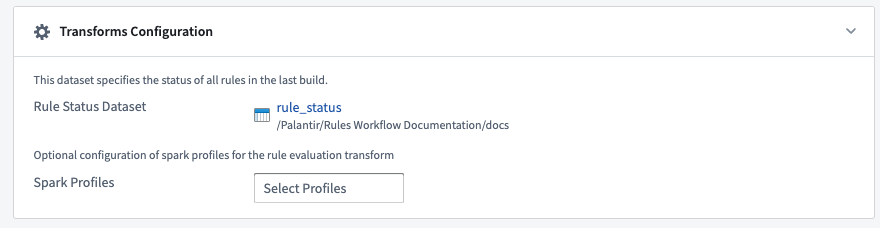 Transforms Configuration
This dataset specifies the status of all rules in the last build.
Rule Status Dataset
rule_status
/Palantir/Rules Workflow Documentation/docs
Optional configuration of spark profiles for the rule evaluation transform
Spark Profiles
Select Profiles